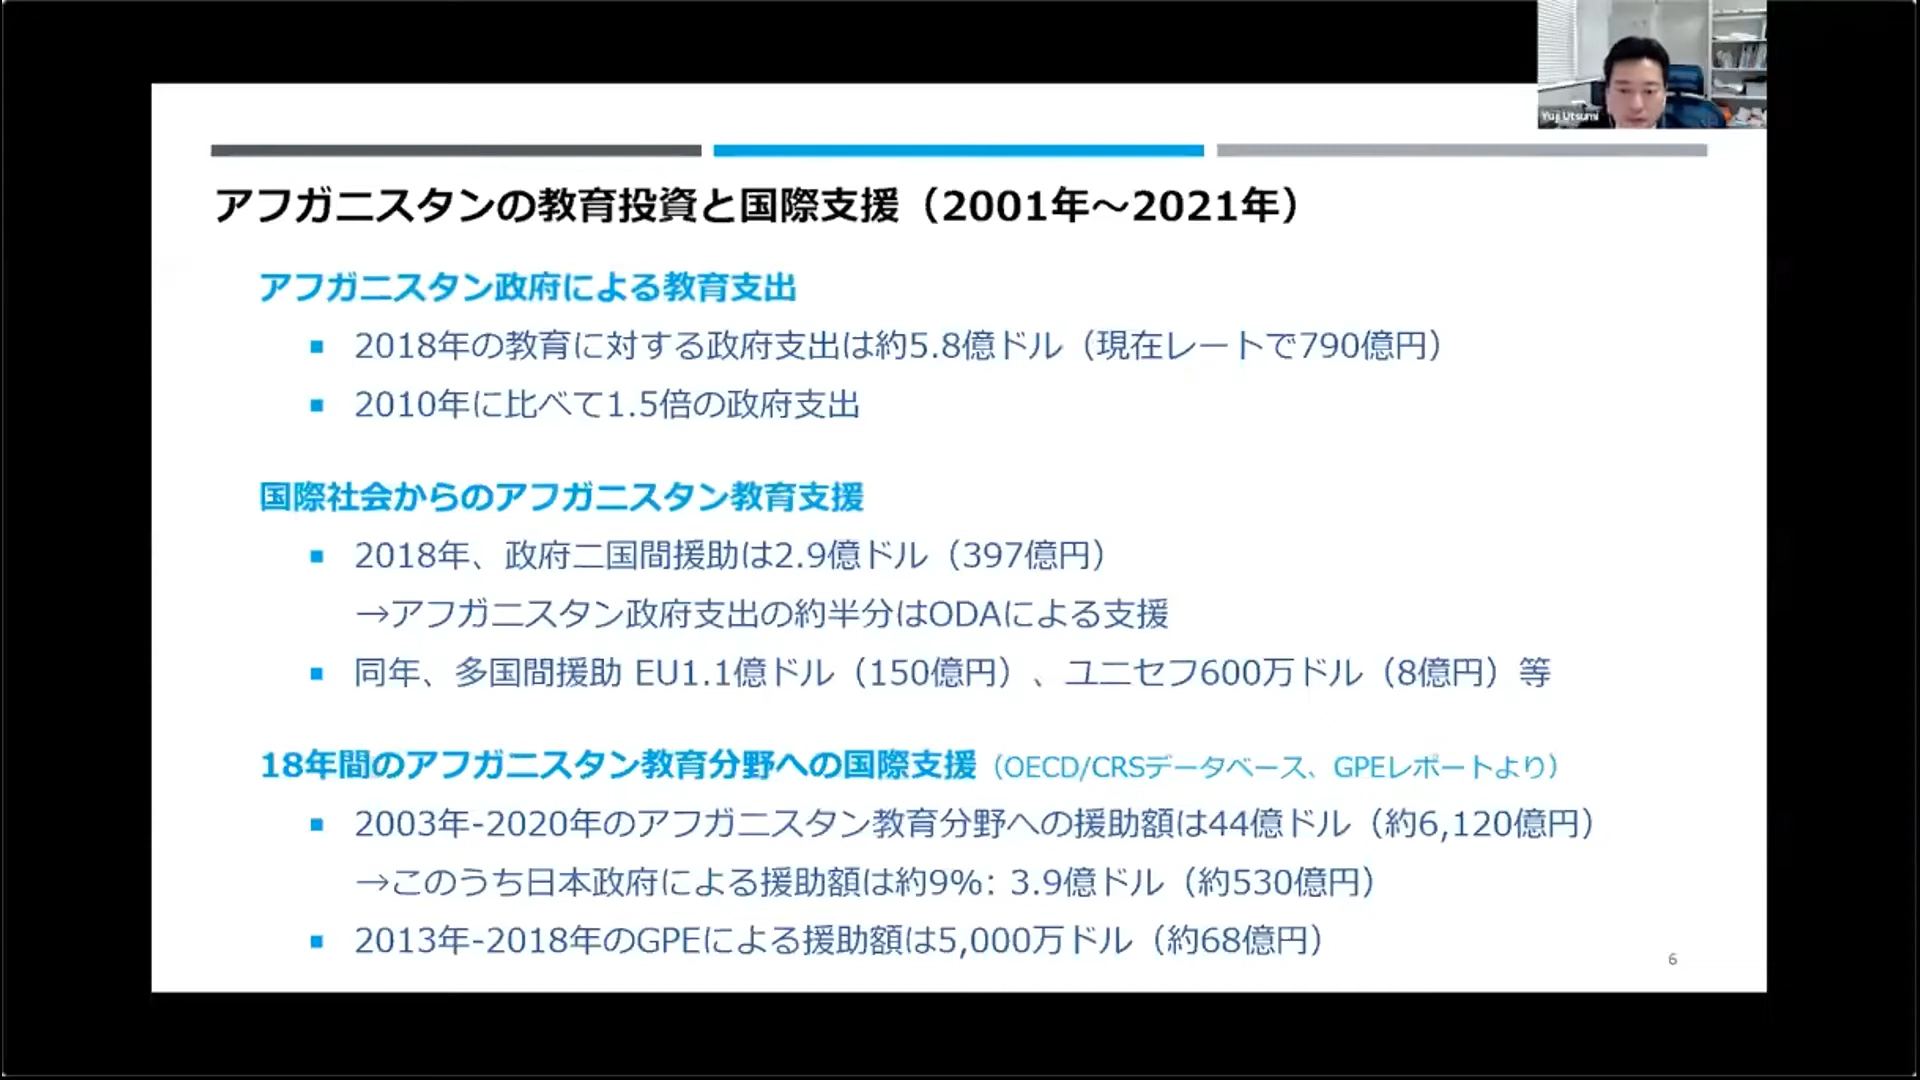 Yuji Utsumi
アフガニスタンの教育投資と国際支援（2001年～2021年）
アフガニスタン政府による教育支出
▪ 2018年の教育に対する政府支出は約5.8億ドル（現在レートで790億円）
▪ 2010年に比べて1.5倍の政府支出
国際社会からのアフガニスタン教育支援
▪ 2018年、政府二国間援助は2.9億ドル（397億円）
→アフガニスタン政府支出の約半分はODAによる支援
▪ 同年、多国間援助 EU1.1億ドル（150億円）、ユニセフ600万ドル（8億円）等
18年間のアフガニスタン教育分野への国際支援（OECD/CRSデータベース、GPEレポートより）
▪ 2003年-2020年のアフガニスタン教育分野への援助額は44億ドル（約6,120億円）
→このうち日本政府による援助額は約9%: 3.9億ドル（約530億円）
▪ 2013年-2018年のGPEによる援助額は5,000万ドル（約68億円）
6